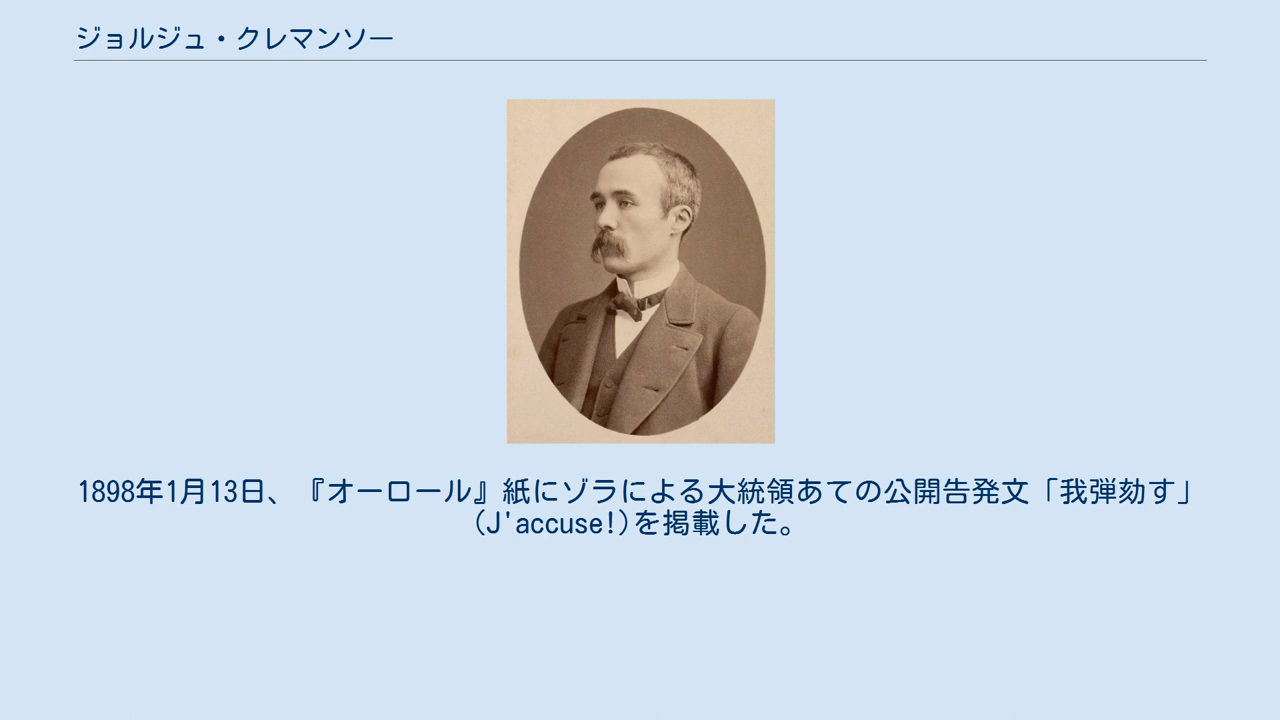 ジョルジュ・クレマンソー
1898年1月13日、『オーロール』紙にゾラによる大統領あての公開告発文「我弾劾す」
(J'accuse!)を掲載した。